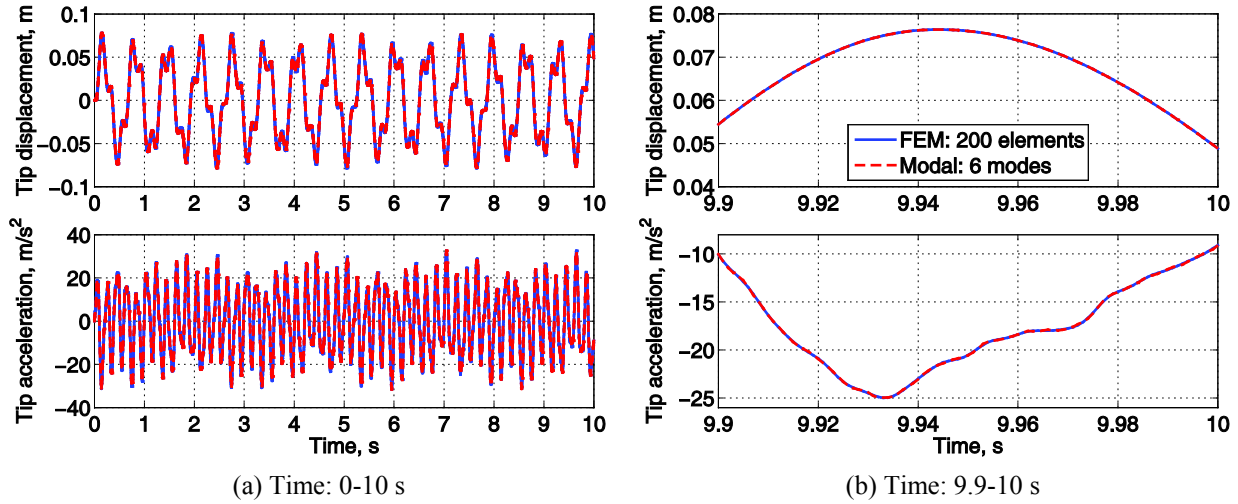 Tip displacement, m
0.1
0.05
0
−0.05
−0.1
0 1 2 3 4 5 6 7 8 9 10
Tip acceleration, m/s²
40
20
0
−20
−40
0 1 2 3 4 5 6 7 8 9 10
Time, s
(a) Time: 0-10 s
Tip displacement, m
0.08
0.07
0.06
0.05
0.04
FEM: 200 elements
Modal: 6 modes
9.9 9.92 9.94 9.96 9.98 10
Tip acceleration, m/s²
−10
−15
−20
−25
9.9 9.92 9.94 9.96 9.98 10
Time, s
(b) Time: 9.9-10 s